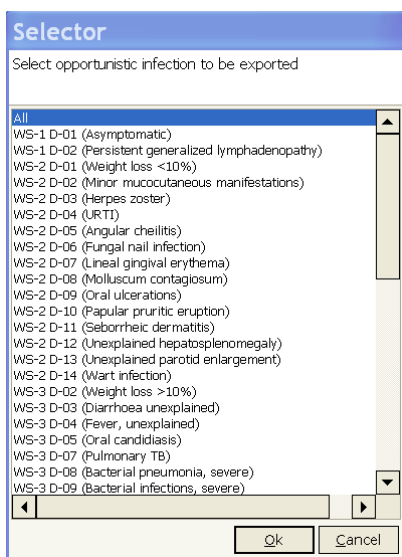 Selector
Select opportunistic infection to be exported
All
WS-1 D-01 (Asymptomatic)
WS-1 D-02 (Persistent generalized lymphadenopathy)
WS-2 D-01 (Weight loss <10%)
WS-2 D-02 (Minor mucocutaneous manifestations)
WS-2 D-03 (Herpes zoster)
WS-2 D-04 (URTI)
WS-2 D-05 (Angular cheilitis)
WS-2 D-06 (Fungal nail infection)
WS-2 D-07 (Lineal gingival erythema)
WS-2 D-08 (Molluscum contagiosum)
WS-2 D-09 (Oral ulcerations)
WS-2 D-10 (Papular pruritic eruption)
WS-2 D-11 (Seborrheic dermatitis)
WS-2 D-12 (Unexplained hepatosplenomegaly)
WS-2 D-13 (Unexplained parotid enlargement)
WS-2 D-14 (Wart infection)
WS-3 D-02 (Weight loss >10%)
WS-3 D-03 (Diarrhoea unexplained)
WS-3 D-04 (Fever, unexplained)
WS-3 D-05 (Oral candidiasis)
WS-3 D-07 (Pulmonary TB)
WS-3 D-08 (Bacterial pneumonia, severe)
WS-3 D-09 (Bacterial infections, severe)
Ok Cancel